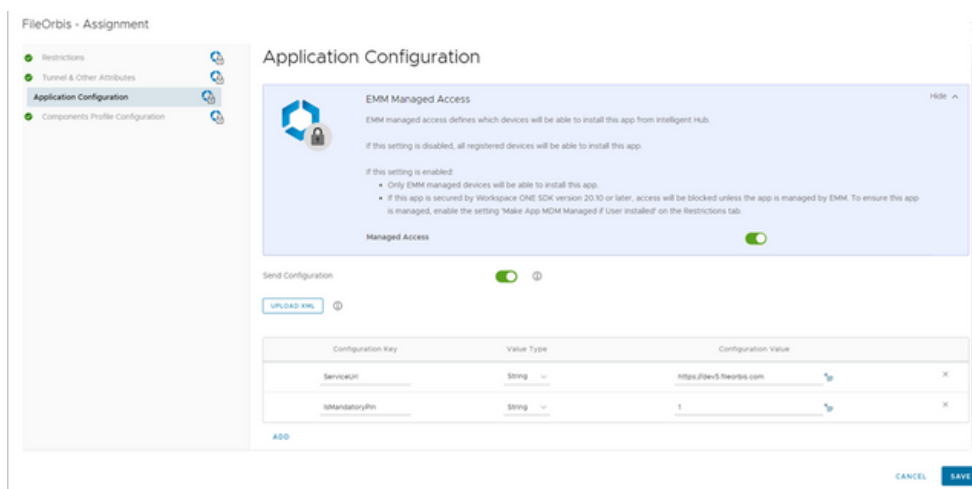 FileOrbis - Assignment
Restrictions
Tunnel & Other Attributes
Application Configuration
Components Profile Configuration
Application Configuration
EMM Managed Access
Hide
EMM managed access defines which devices will be able to install this app from Intelligent Hub.
If this setting is disabled, all registered devices will be able to install this app.
If this setting is enabled:
• Only EMM managed devices will be able to install this app.
• If this app is secured by Workspace ONE SDK version 20.10 or later, access will be blocked unless the app is managed by EMM. To ensure this app
is managed, enable the setting 'Make App MDM Managed if User Installed' on the Restrictions tab
Managed Access
Send Configuration
UPLOAD XML
Configuration Key Value Type Configuration Value
ServiceUrl String https://dev5.fileorbis.com
IsMandatoryPin String 1
ADD
CANCEL SAVE